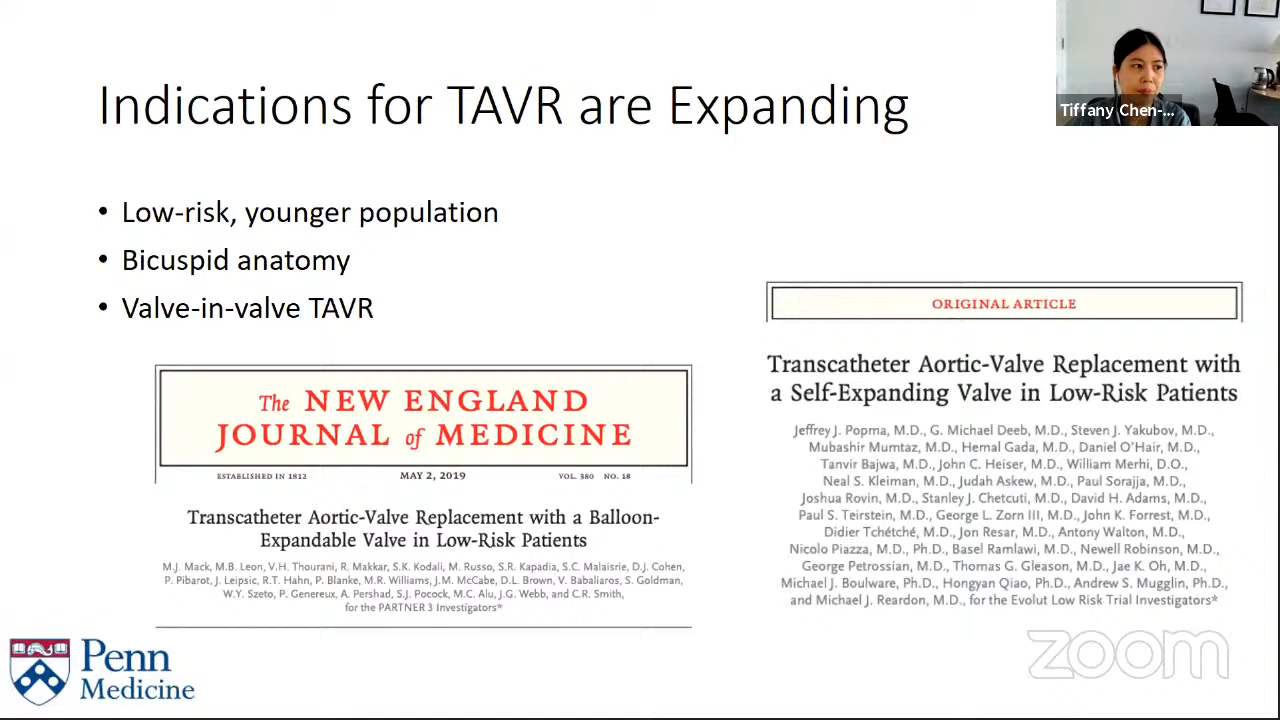 Indications for TAVR are Expanding
Tiffany Chen-...
• Low-risk, younger population
• Bicuspid anatomy
• Valve-in-valve TAVR
The NEW ENGLAND
JOURNAL of MEDICINE
ESTABLISHED IN 1812 MAY 2, 2019 VOL. 380 NO. 18
Transcatheter Aortic-Valve Replacement with a Balloon-
Expandable Valve in Low-Risk Patients
M.J. Mack, M.B. Leon, V.H. Thourani, R. Makkar, S.K. Kodali, M. Russo, S.R. Kapadia, S.C. Malaisrie, D.J. Cohen,
P. Pibarot, J. Leipsic, R.T. Hahn, P. Blanke, M.R. Williams, J.M. McCabe, D.L. Brown, V. Babaliaros, S. Goldman,
W.Y. Szeto, P. Genereux, A. Pershad, S.J. Pocock, M.C. Alu, J.G. Webb, and C.R. Smith,
for the PARTNER 3 Investigators*
ORIGINAL ARTICLE
Transcatheter Aortic-Valve Replacement with
a Self-Expanding Valve in Low-Risk Patients
Jeffrey J. Popma, M.D., G. Michael Deeb, M.D., Steven J. Yakubov, M.D.,
Mubashir Mumtaz, M.D., Hemal Gada, M.D., Daniel O'Hair, M.D.,
Tanvir Bajwa, M.D., John C. Heiser, M.D., William Merhi, D.O.,
Neal S. Kleiman, M.D., Judah Askew, M.D., Paul Sorajja, M.D.,
Joshua Rovin, M.D., Stanley J. Chetcuti, M.D., David H. Adams, M.D.,
Paul S. Teirstein, M.D., George L. Zorn III, M.D., John K. Forrest, M.D.,
Didier Tchétché, M.D., Jon Resar, M.D., Antony Walton, M.D.,
Nicolo Piazza, M.D., Ph.D., Basel Ramlawi, M.D., Newell Robinson, M.D.,
George Petrossian, M.D., Thomas G. Gleason, M.D., Jae K. Oh, M.D.,
Michael J. Boulware, Ph.D., Hongyan Qiao, Ph.D., Andrew S. Mugglin, Ph.D.,
and Michael J. Reardon, M.D., for the Evolut Low Risk Trial Investigators*
Penn
Medicine
zoom